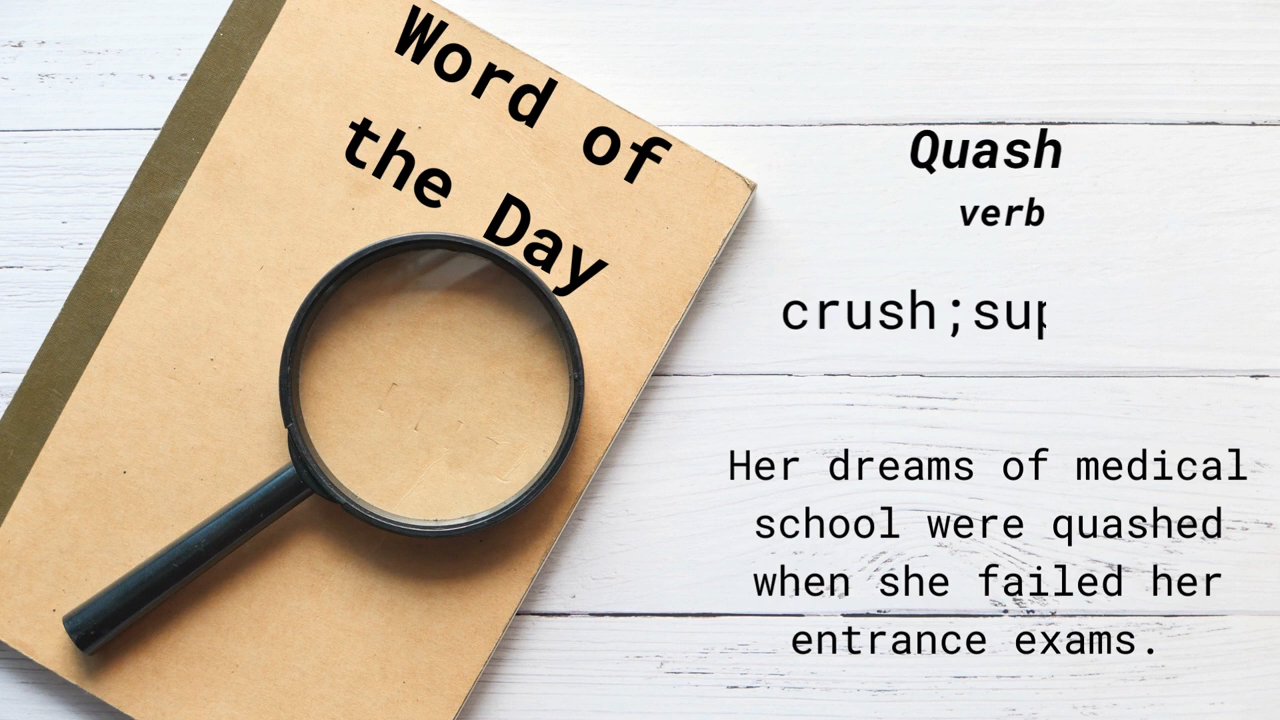 Word of
the Day
Quash
verb
crush;su
Her dreams of medical
school were quashed
when she failed her
entrance exams.